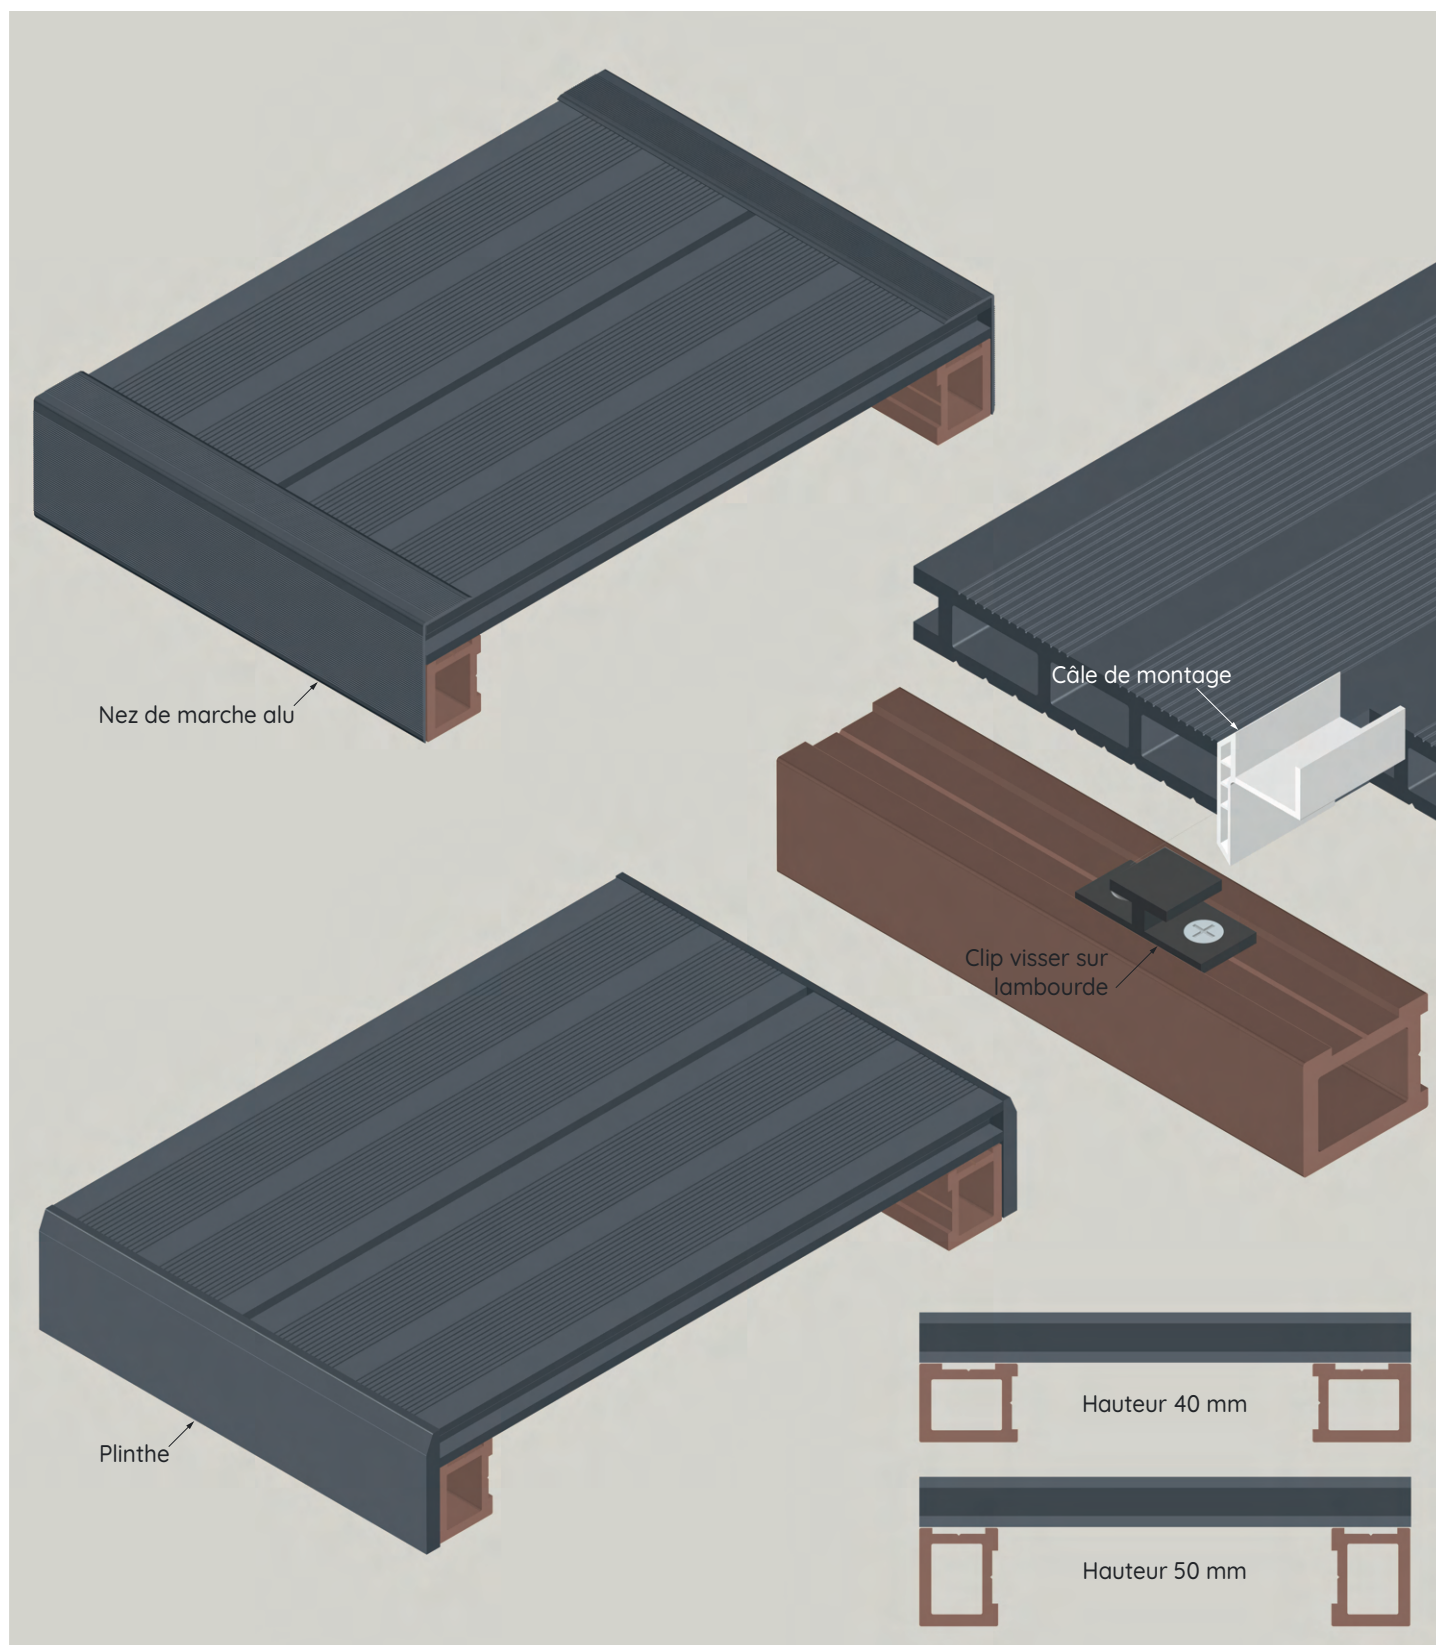 Câle de montage
Nez de marche alu
Clip visser sur
lambourde
Hauteur 40 mm
Plinthe
Hauteur 50 mm